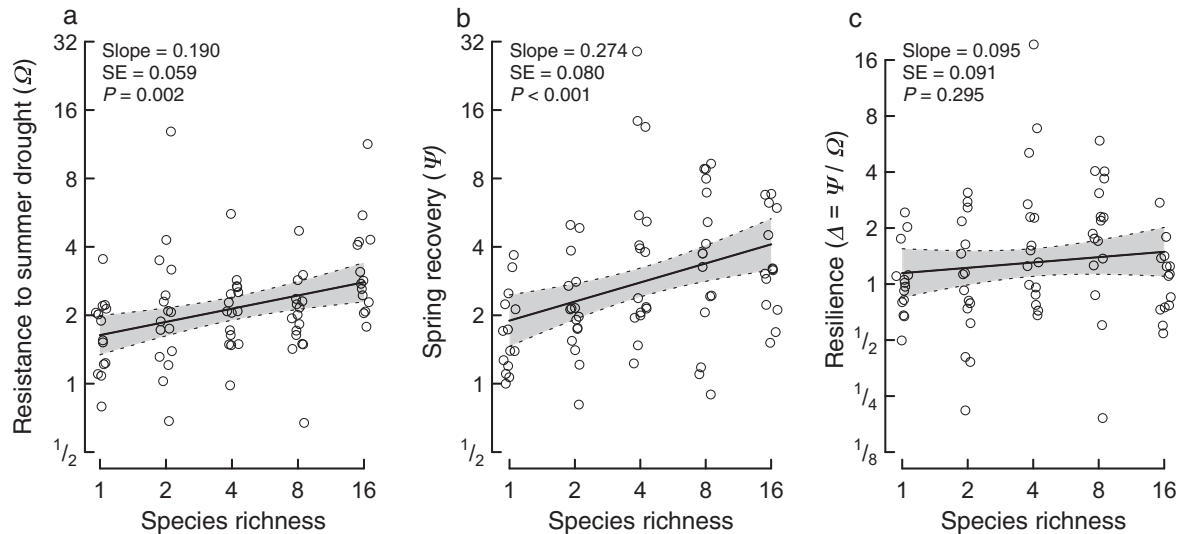 a
Slope = 0.190
SE = 0.059
P = 0.002
Resistance to summer drought (Ω)
32
16
8
4
2
1
1/2
1 2 4 8 16
Species richness
b
Slope = 0.274
SE = 0.080
P < 0.001
Spring recovery (Ψ)
32
16
8
4
2
1
1/2
1 2 4 8 16
Species richness
c
Slope = 0.095
SE = 0.091
P = 0.295
Resilience (Δ = Ψ / Ω)
16
8
4
2
1
1/2
1/4
1/8
1 2 4 8 16
Species richness